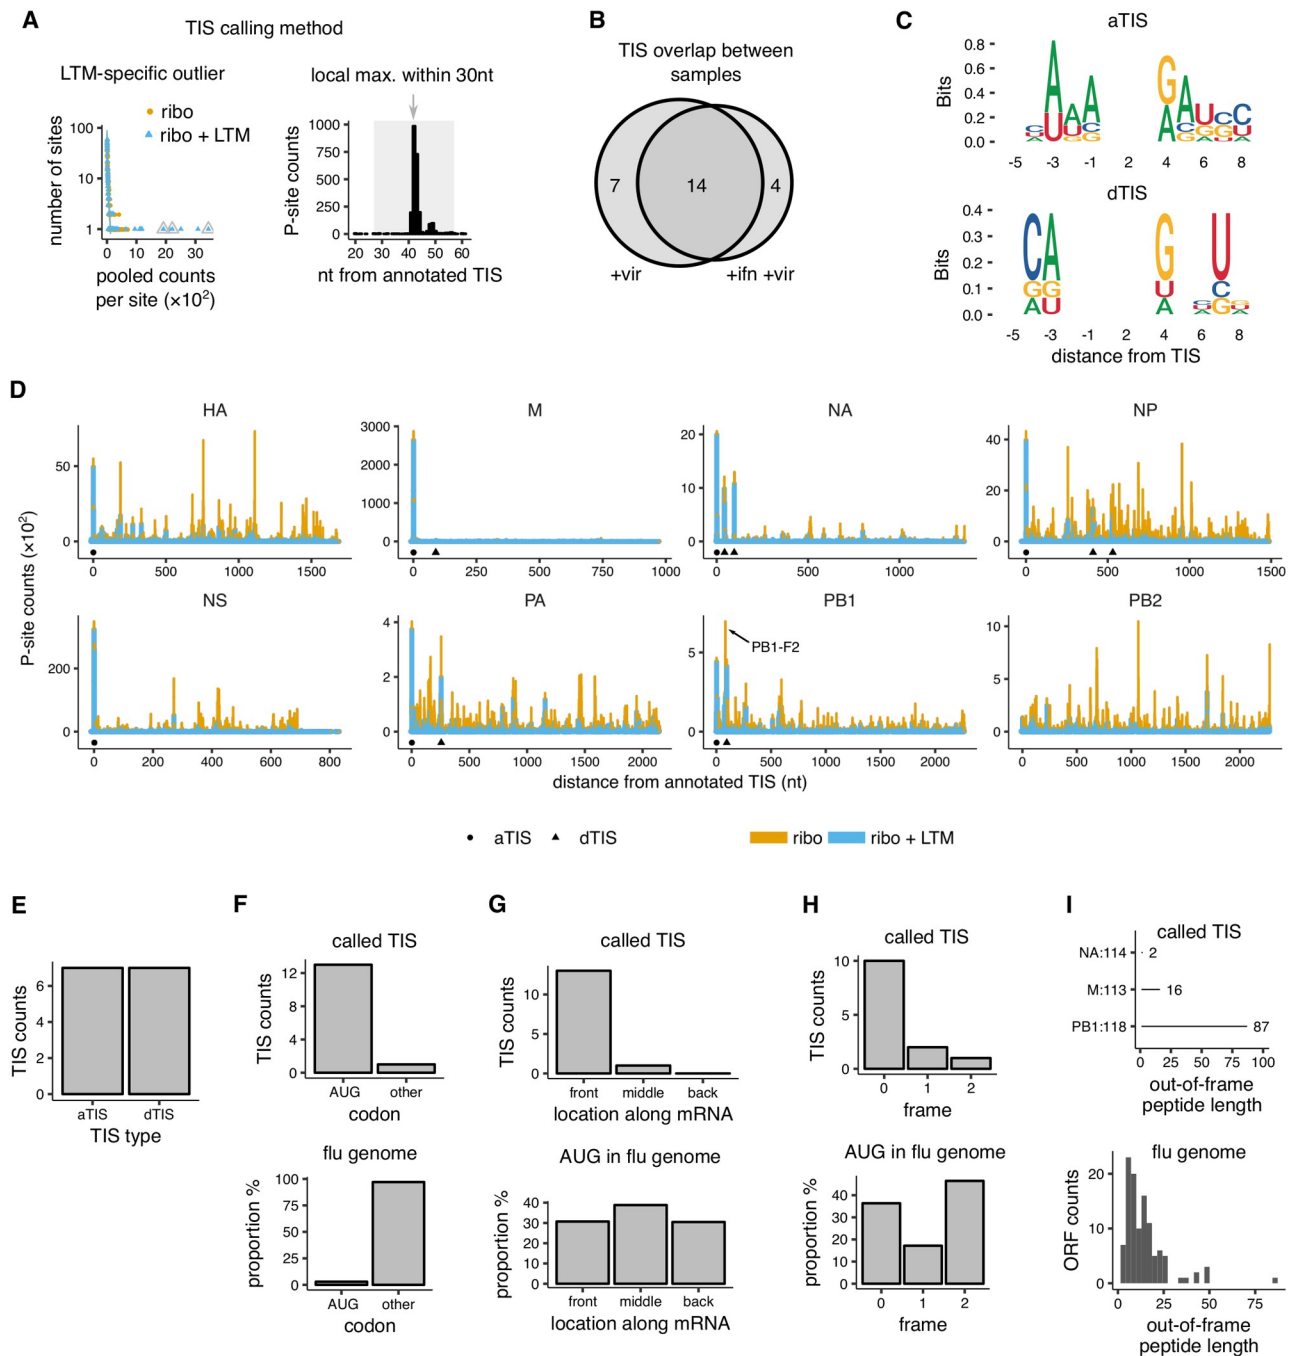 A
TIS calling method
LTM-specific outlier
ribo
ribo + LTM
number of sites
100
10
1
0 10 20 30
pooled counts
per site (×10²)
local max. within 30nt
P-site counts
1000
750
500
250
0
20 30 40 50 60
nt from annotated TIS
B
TIS overlap between
samples
7 14 4
+vir +ifn +vir
C
aTIS
Bits
0.8
0.6
0.4
0.2
0.0
-5 -3 -1 2 4 6 8
dTIS
Bits
0.4
0.3
0.2
0.1
0.0
-5 -3 -1 2 4 6 8
distance from TIS
D
P-site counts (×10²)
HA
50
0
0 500 1000 1500
M
3000
2000
1000
0
0 250 500 750 1000
NA
20
10
0
0 500 1000
NP
40
20
0
0 500 1000 1500
NS
200
0
0 200 400 600 800
PA
4
2
0
0 500 1000 1500 2000
PB1
PB1-F2
5
0
0 500 1000 1500 2000
PB2
10
5
0
0 500 1000 1500 2000
distance from annotated TIS (nt)
aTIS dTIS ribo ribo + LTM
E
TIS counts
6
4
2
0
aTIS dTIS
TIS type
F
called TIS
TIS counts
12
8
4
0
AUG other
codon
flu genome
proportion %
100
75
50
25
0
AUG other
codon
G
called TIS
TIS counts
10
5
0
front middle back
location along mRNA
AUG in flu genome
proportion %
40
30
20
10
0
front middle back
location along mRNA
H
called TIS
TIS counts
10
5
0
0 1 2
frame
AUG in flu genome
proportion %
40
30
20
10
0
0 1 2
frame
I
called TIS
NA:114 2
M:113 16
PB1:118 87
0 25 50 75 100
out-of-frame
peptide length
flu genome
ORF counts
20
10
0
0 25 50 75
out-of-frame
peptide length